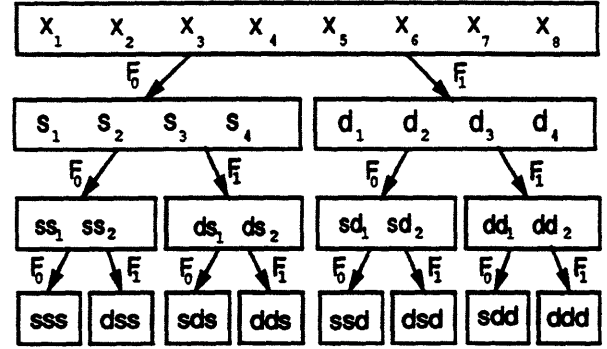 X₁ X₂ X₃ X₄ X₅ X₆ X₇ X₈
F₀ F₁
S₁ S₂ S₃ S₄ d₁ d₂ d₃ d₄
F₀ F₁ F₀ F₁
ss₁ ss₂ ds₁ ds₂ sd₁ sd₂ dd₁ dd₂
F₀ F₁ F₀ F₁ F₀ F₁ F₀ F₁
sss dss sds dds ssd dsd sdd ddd